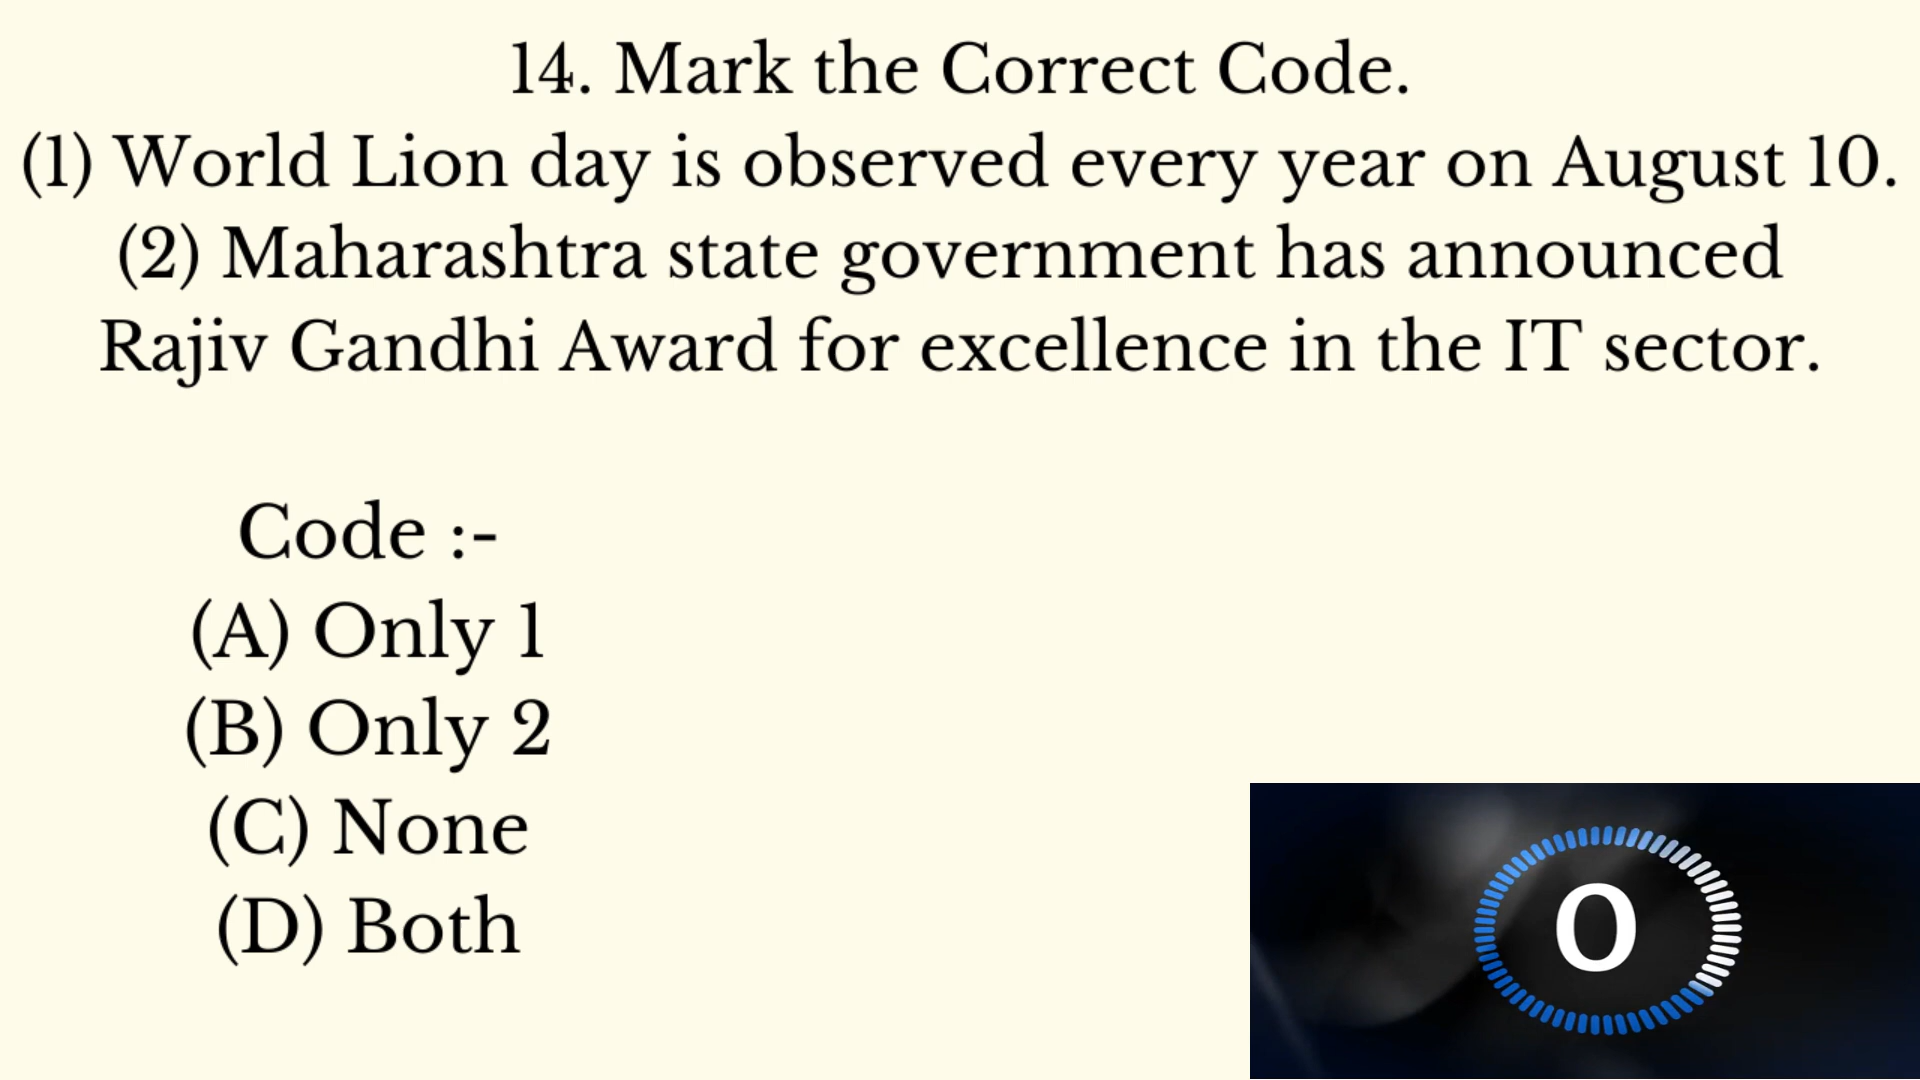 14. Mark the Correct Code.
(1) World Lion day is observed every year on August 10.
(2) Maharashtra state government has announced
Rajiv Gandhi Award for excellence in the IT sector.
Code :-
(A) Only 1
(B) Only 2
(C) None
(D) Both
0